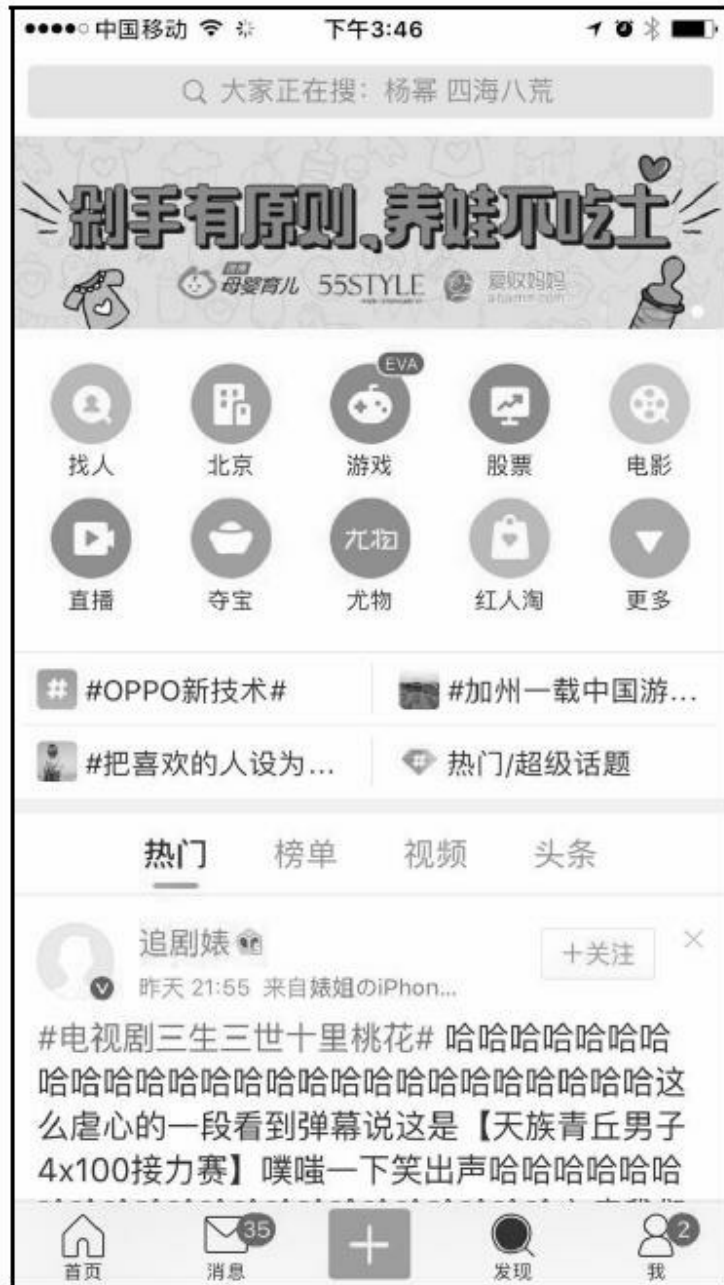 中国移动 下午3:46
大家正在搜：杨幂 四海八荒
剁手有原则、养娃不吃土
母婴育儿 55STYLE
EVA
找人 北京 游戏 股票 电影
尤物
直播 夺宝 尤物 红人淘 更多
#OPPO新技术# #加州一载中国游...
#把喜欢的人设为... 热门/超级话题
热门 榜单 视频 头条
追剧婊
+关注
昨天 21:55 来自婊姐のiPhon...
#电视剧三生三世十里桃花# 哈哈哈哈哈哈哈
哈哈哈哈哈哈哈哈哈哈哈哈哈哈哈哈哈哈哈这
么虐心的一段看到弹幕说这是【天族青丘男子
4x100接力赛】噗嗤一下笑出声哈哈哈哈哈哈
35 2
首页 消息 发现 我